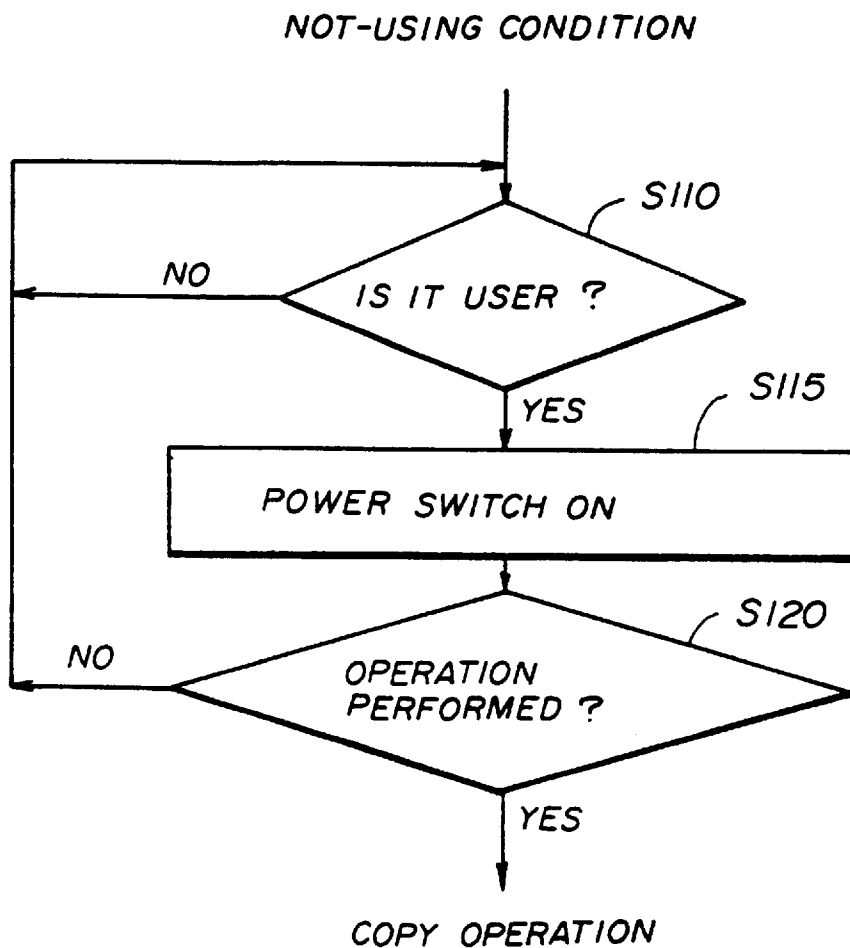 NOT-USING CONDITION
S110
NO
IS IT USER ?
YES
S115
POWER SWITCH ON
S120
NO
OPERATION
PERFORMED ?
YES
COPY OPERATION